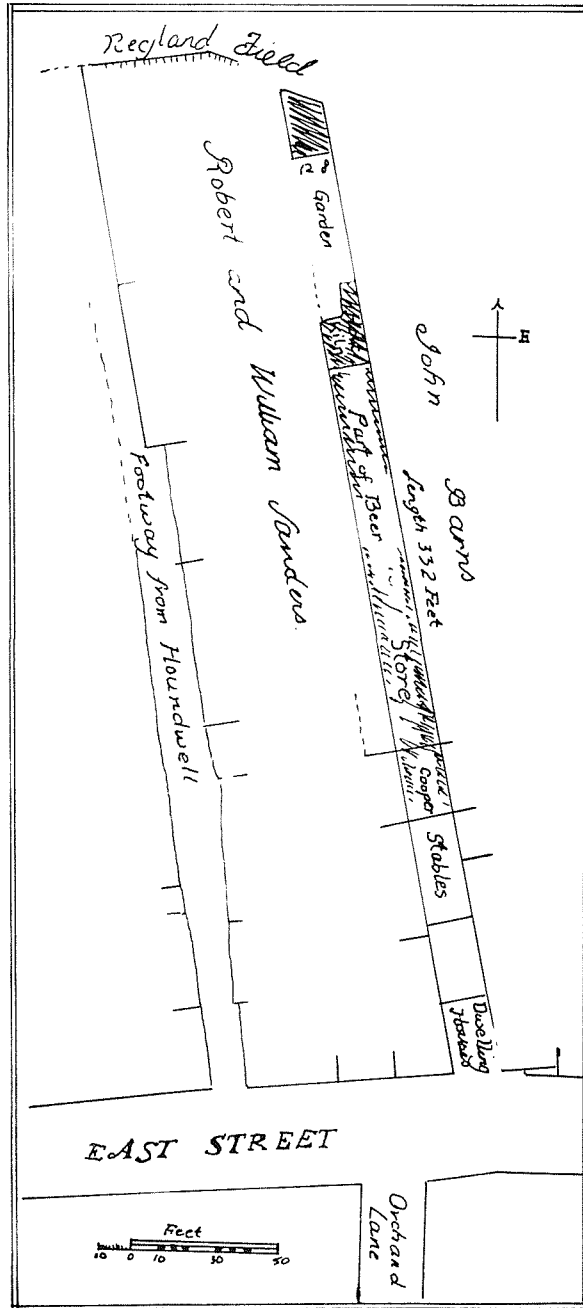 Regland Field
Robert and William Sanders.
Garden
John Barns
length 332 Feet
E
Part of Beer
Store
Cooper
Stables
Dwelling
House
Footway from Houndwell
EAST STREET
Orchard
Lane
Feet
10 0 10 30 50